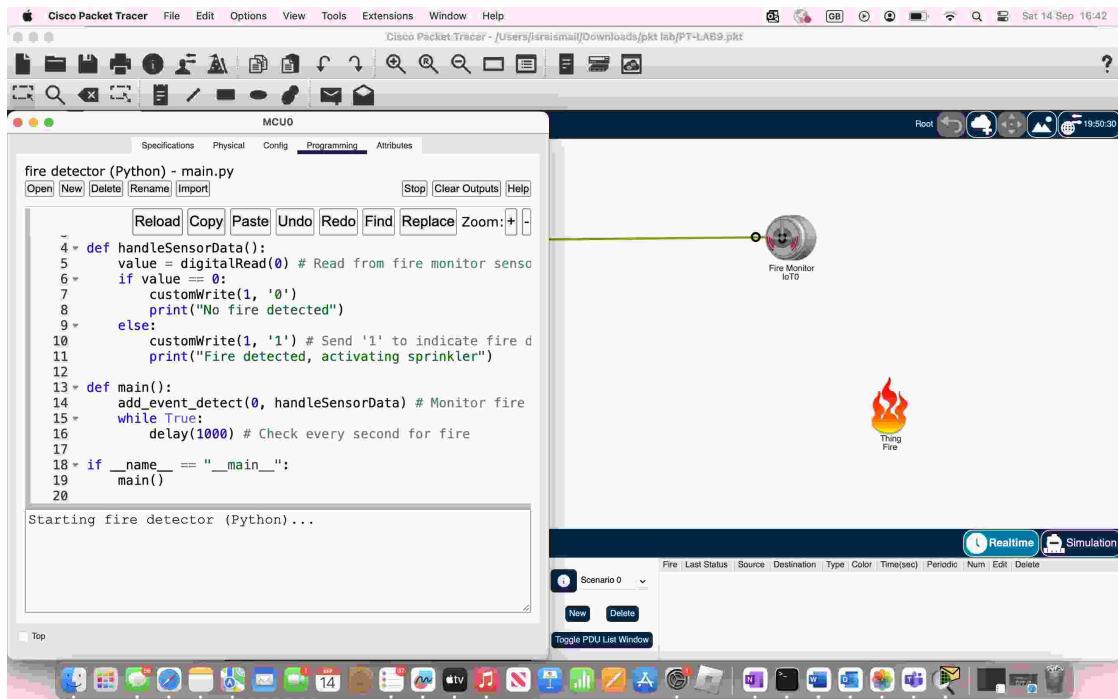 Cisco Packet Tracer File Edit Options View Tools Extensions Window Help GB Sat 14 Sep 16:42
Cisco Packet Tracer - /Users/israismail/Downloads/pkt lab/PT-LAB9.pkt
?
MCU0
Root 19:50:30
Specifications Physical Config Programming Attributes
fire detector (Python) - main.py
Open New Delete Rename Import Stop Clear Outputs Help
Reload Copy Paste Undo Redo Find Replace Zoom: + -
4 def handleSensorData():
5 value = digitalRead(0) # Read from fire monitor senso
6 if value == 0:
7 customWrite(1, '0')
8 print("No fire detected")
9 else:
10 customWrite(1, '1') # Send '1' to indicate fire d
11 print("Fire detected, activating sprinkler")
12
13 def main():
14 add_event_detect(0, handleSensorData) # Monitor fire
15 while True:
16 delay(1000) # Check every second for fire
17
18 if __name__ == "__main__":
19 main()
20
Starting fire detector (Python)...
Top
Fire Monitor
IoT0
Thing
Fire
Realtime Simulation
Scenario 0
New Delete
Toggle PDU List Window
Fire Last Status Source Destination Type Color Time(sec) Periodic Num Edit Delete
SEP
14
tv